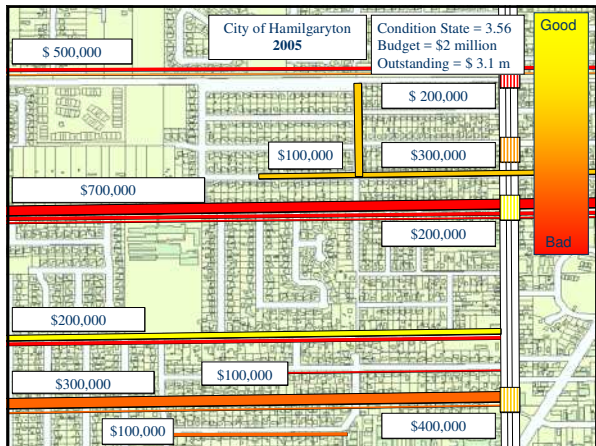 City of Hamilgaryton
2005
Condition State = 3.56
Budget = $2 million
Outstanding = $ 3.1 m
Good
$ 500,000
$ 200,000
$100,000
$300,000
$700,000
$200,000
Bad
$200,000
$100,000
$300,000
$100,000
$400,000